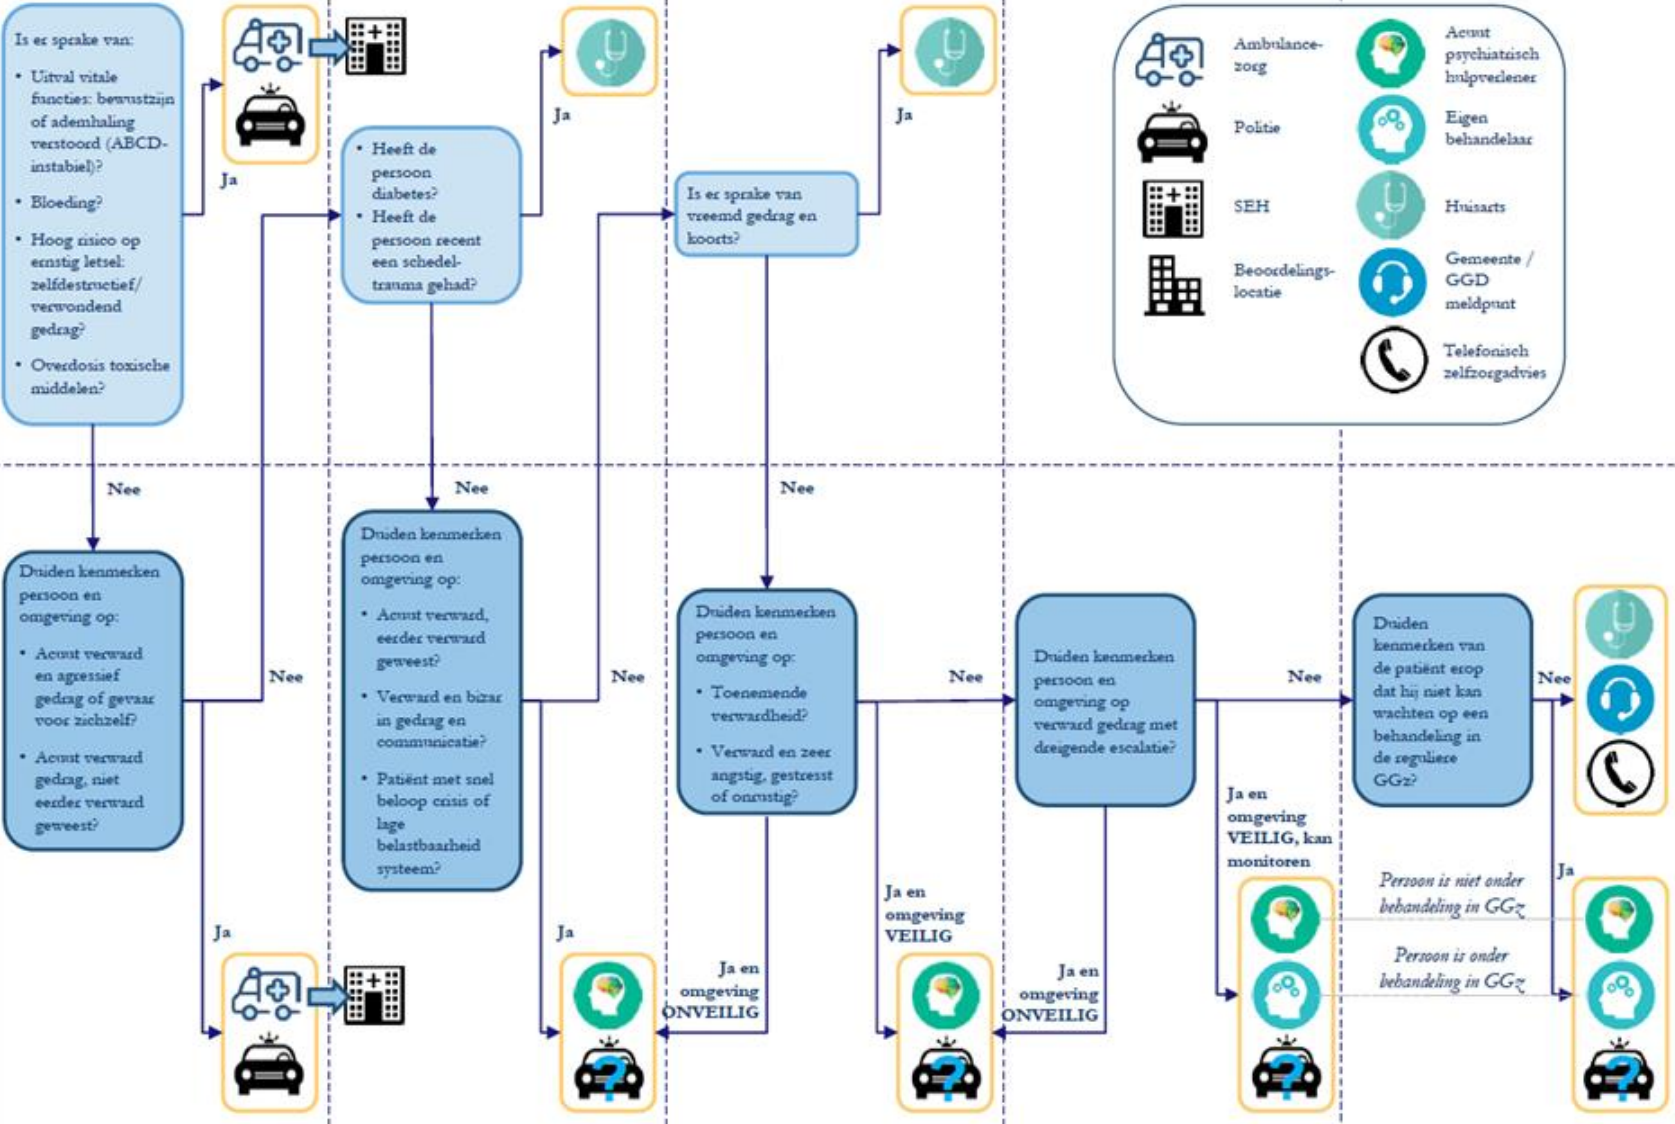 Is er sprake van:
• Uitval vitale
functies: bewustzijn
of ademhaling
verstoord (ABCD-
instabiel)?
• Bloeding?
• Hoog risico op
ernstig letsel:
zelfdestructief/
verwondend
gedrag?
• Overdosis toxische
middelen?
Ja
Nee
Duiden kenmerken
persoon en
omgeving op:
• Acuut verward
en agressief
gedrag of gevaar
voor zichzelf?
• Acuut verward
gedrag, niet
eerder verward
geweest?
Ja
Nee
• Heeft de
persoon
diabetes?
• Heeft de
persoon recent
een schedel-
trauma gehad?
Ja
Nee
Duiden kenmerken
persoon en
omgeving op:
• Acuut verward,
eerder verward
geweest?
• Verward en bizar
in gedrag en
communicatie?
• Patiënt met snel
beloop crisis of
lage
belastbaarheid
systeem?
Ja
Nee
Is er sprake van
vreemd gedrag en
koorts?
Ja
Nee
Duiden kenmerken
persoon en
omgeving op:
• Toenemende
verwardheid?
• Verward en zeer
angstig, gestresst
of onrustig?
Ja en
omgeving
ONVEILIG
Ja en
omgeving
VEILIG
Nee
Duiden kenmerken
persoon en
omgeving op
verward gedrag met
dreigende escalatie?
Ja en
omgeving
ONVEILIG
Ja en
omgeving
VEILIG, kan
monitoren
Nee
Duiden
kenmerken van
de patiënt erop
dat hij niet kan
wachten op een
behandeling in
de reguliere
GGz?
Nee
Ja
Persoon is niet onder
behandeling in GGz
Persoon is onder
behandeling in GGz
?
?
?
?
Ambulance-
zorg
Politie
SEH
Beoordelings-
locatie
Acuut
psychiatrisch
hulpverlener
Eigen
behandelaar
Huisarts
Gemeente /
GGD
meldpunt
Telefonisch
zelfzorgadvies